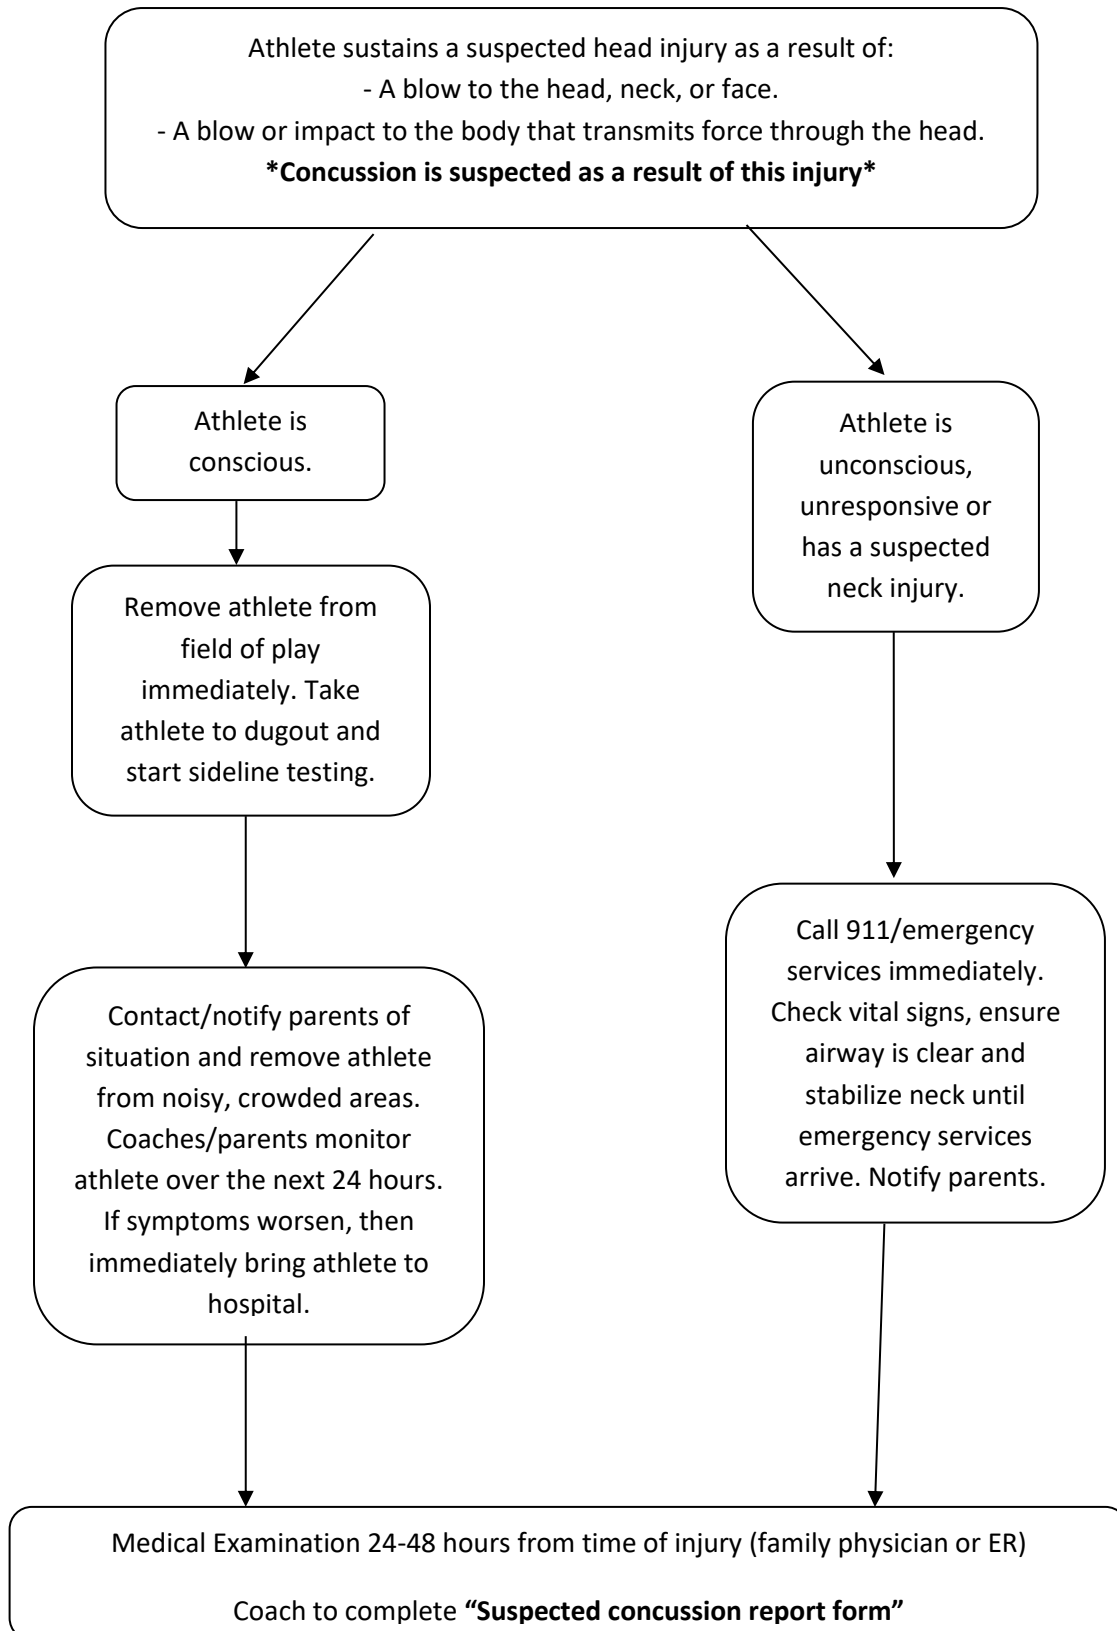 Athlete sustains a suspected head injury as a result of:
- A blow to the head, neck, or face.
- A blow or impact to the body that transmits force through the head.
*Concussion is suspected as a result of this injury*
Athlete is
conscious.
Remove athlete from
field of play
immediately. Take
athlete to dugout and
start sideline testing.
Contact/notify parents of
situation and remove athlete
from noisy, crowded areas.
Coaches/parents monitor
athlete over the next 24 hours.
If symptoms worsen, then
immediately bring athlete to
hospital.
Athlete is
unconscious,
unresponsive or
has a suspected
neck injury.
Call 911/emergency
services immediately.
Check vital signs, ensure
airway is clear and
stabilize neck until
emergency services
arrive. Notify parents.
Medical Examination 24-48 hours from time of injury (family physician or ER)
Coach to complete “Suspected concussion report form”